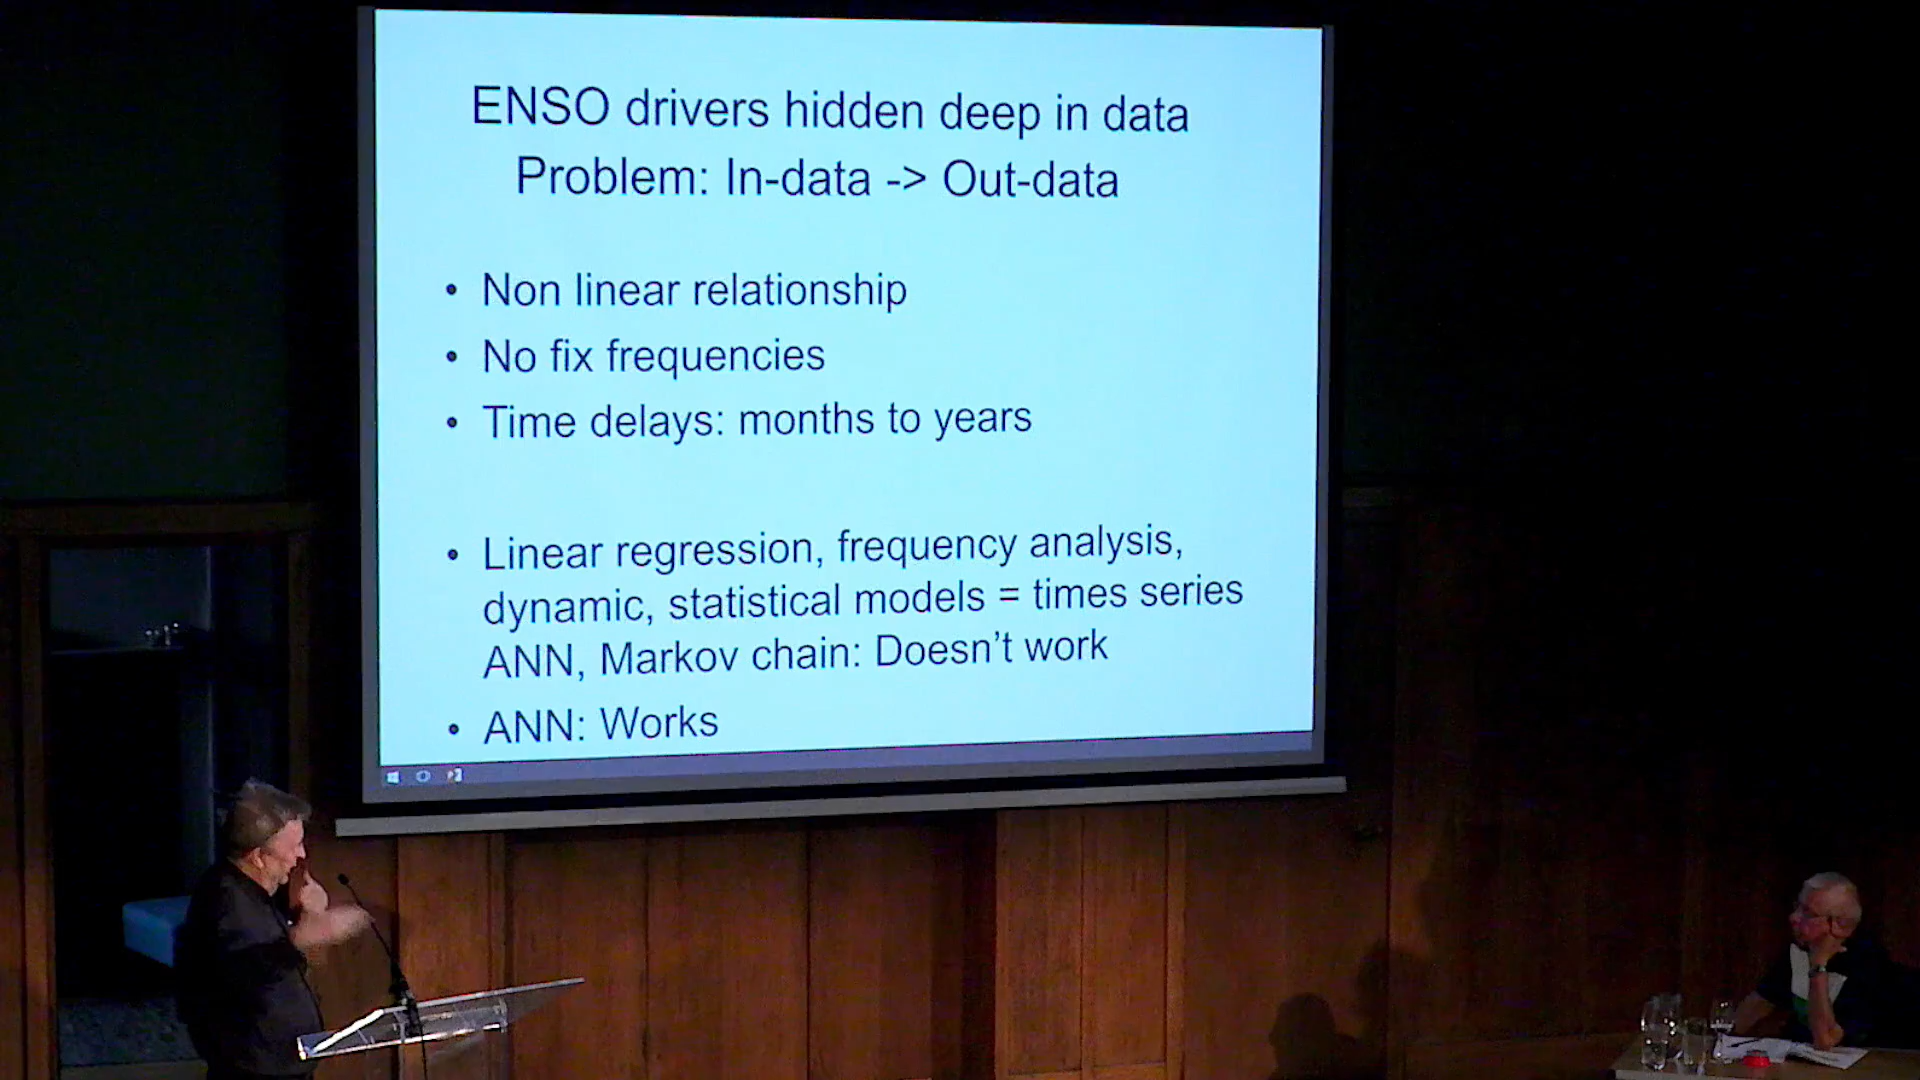 ENSO drivers hidden deep in data
Problem: In-data -> Out-data
• Non linear relationship
• No fix frequencies
• Time delays: months to years
• Linear regression, frequency analysis,
dynamic, statistical models = times series
ANN, Markov chain: Doesn't work
• ANN: Works